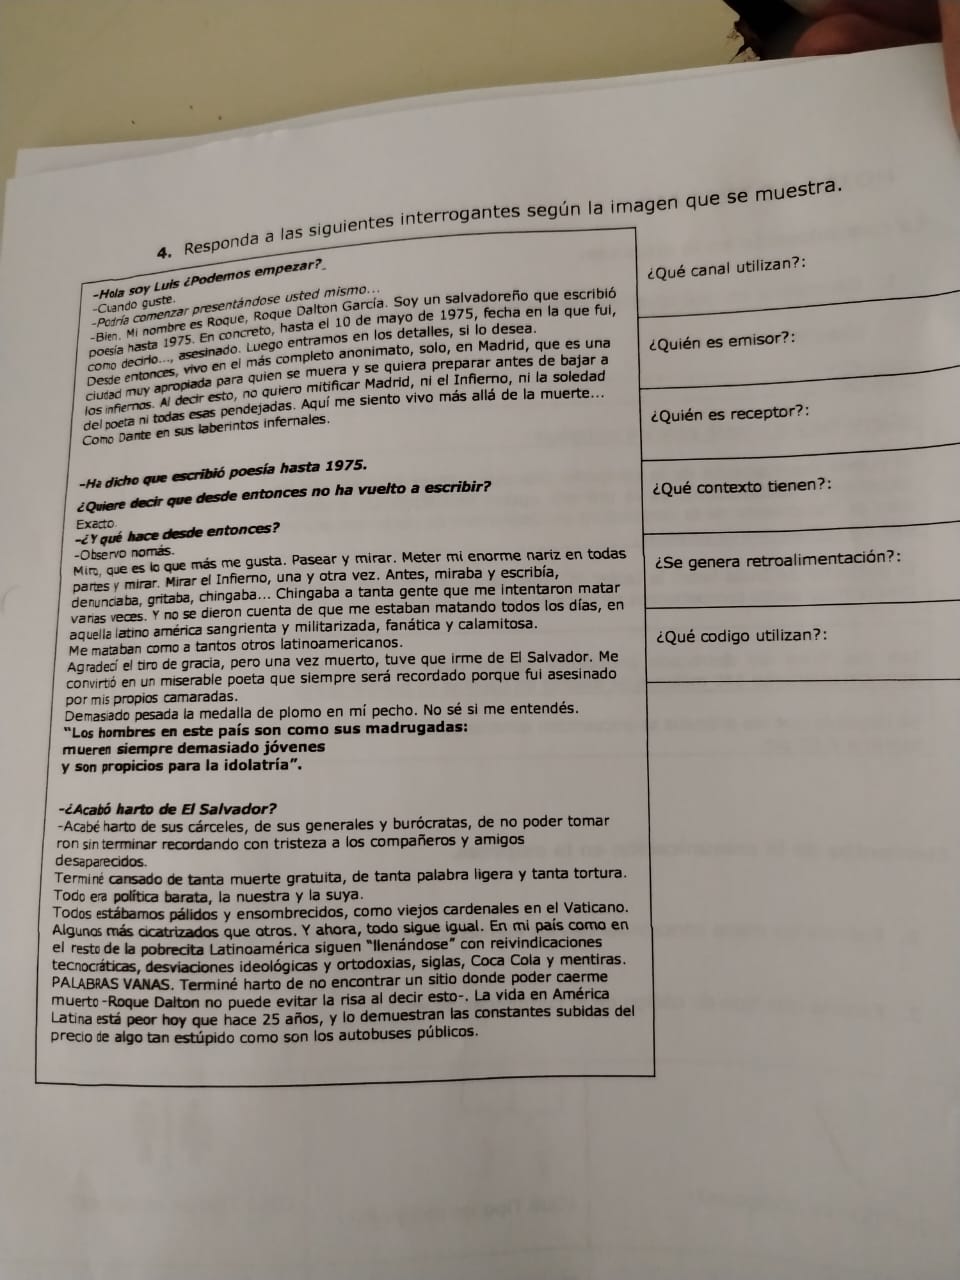 4. Responda a las siguientes interrogantes según la imagen que se muestra.
-Hola soy Luis ¿Podemos empezar?
-Cuando guste.
-Podría comenzar presentándose usted mismo...
-Bien. Mi nombre es Roque, Roque Dalton García. Soy un salvadoreño que escribió
poesía hasta 1975. En concreto, hasta el 10 de mayo de 1975, fecha en la que fui,
como decirlo..., asesinado. Luego entramos en los detalles, si lo desea.
Desde entonces, vivo en el más completo anonimato, solo, en Madrid, que es una
ciudad muy apropiada para quien se muera y se quiera preparar antes de bajar a
los infiernos. Al decir esto, no quiero mitificar Madrid, ni el Infierno, ni la soledad
del poeta ni todas esas pendejadas. Aquí me siento vivo más allá de la muerte...
Como Dante en sus laberintos infernales.
-Ha dicho que escribió poesía hasta 1975.
¿Quiere decir que desde entonces no ha vuelto a escribir?
Exacto.
-¿Y qué hace desde entonces?
-Observo nomás.
Miro, que es lo que más me gusta. Pasear y mirar. Meter mi enorme nariz en todas
partes y mirar. Mirar el Infierno, una y otra vez. Antes, miraba y escribía,
denunciaba, gritaba, chingaba... Chingaba a tanta gente que me intentaron matar
varias veces. Y no se dieron cuenta de que me estaban matando todos los días, en
aquella latino américa sangrienta y militarizada, fanática y calamitosa.
Me mataban como a tantos otros latinoamericanos.
Agradecí el tiro de gracia, pero una vez muerto, tuve que irme de El Salvador. Me
convirtió en un miserable poeta que siempre será recordado porque fui asesinado
por mis propios camaradas.
Demasiado pesada la medalla de plomo en mí pecho. No sé si me entendés.
"Los hombres en este país son como sus madrugadas:
mueren siempre demasiado jóvenes
y son propicios para la idolatría".
-¿Acabó harto de El Salvador?
-Acabé harto de sus cárceles, de sus generales y burócratas, de no poder tomar
ron sin terminar recordando con tristeza a los compañeros y amigos
desaparecidos.
Terminé cansado de tanta muerte gratuita, de tanta palabra ligera y tanta tortura.
Todo era política barata, la nuestra y la suya.
Todos estábamos pálidos y ensombrecidos, como viejos cardenales en el Vaticano.
Algunos más cicatrizados que otros. Y ahora, todo sigue igual. En mi país como en
el resto de la pobrecita Latinoamérica siguen "llenándose" con reivindicaciones
tecnocráticas, desviaciones ideológicas y ortodoxias, siglas, Coca Cola y mentiras.
PALABRAS VANAS. Terminé harto de no encontrar un sitio donde poder caerme
muerto -Roque Dalton no puede evitar la risa al decir esto-. La vida en América
Latina está peor hoy que hace 25 años, y lo demuestran las constantes subidas del
precio de algo tan estúpido como son los autobuses públicos.
¿Qué canal utilizan?:
¿Quién es emisor?:
¿Quién es receptor?:
¿Qué contexto tienen?:
¿Se genera retroalimentación?:
¿Qué codigo utilizan?: